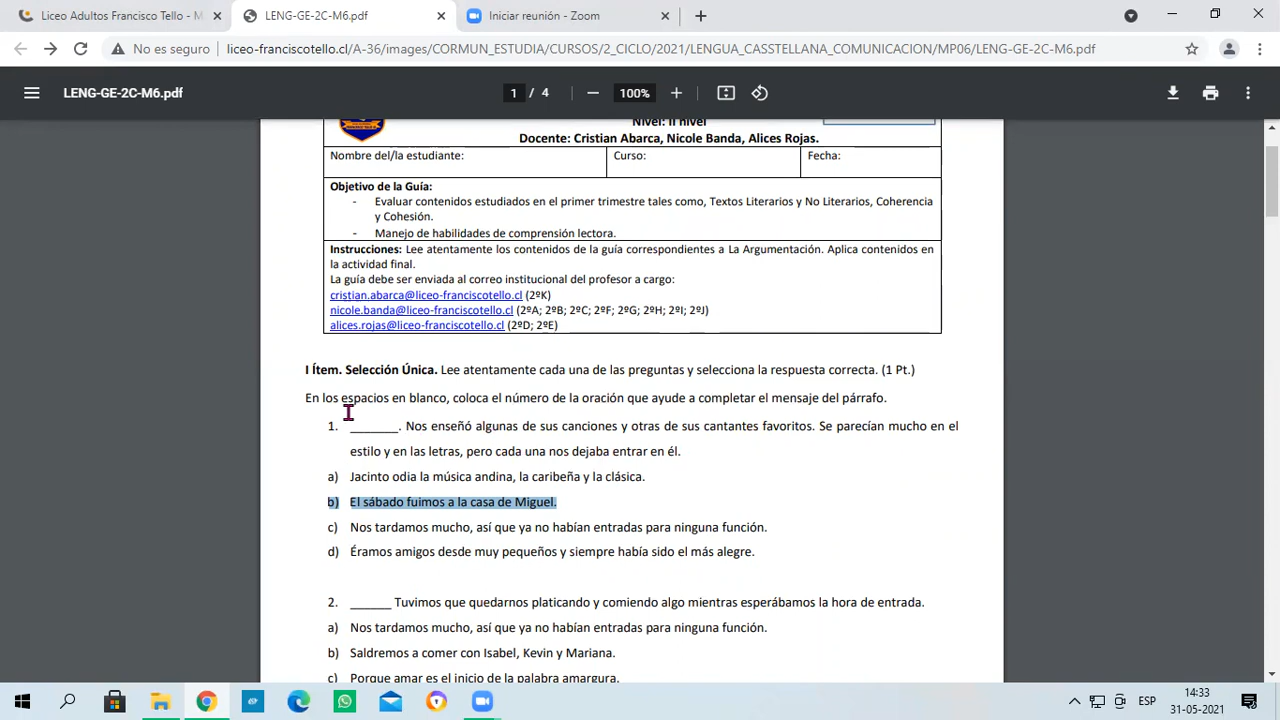 Liceo Adultos Francisco Tello - M
LENG-GE-2C-M6.pdf
Iniciar reunión - Zoom
No es seguro
liceo-franciscotello.cl/A-36/images/CORMUN_ESTUDIA/CURSOS/2_CICLO/2021/LENGUA_CASSTELLANA_COMUNICACION/MP06/LENG-GE-2C-M6.pdf
LENG-GE-2C-M6.pdf
1 / 4
100%
Nivel: II nivel
Docente: Cristian Abarca, Nicole Banda, Alices Rojas.
Nombre del/la estudiante: Curso: Fecha:
Objetivo de la Guía:
- Evaluar contenidos estudiados en el primer trimestre tales como, Textos Literarios y No Literarios, Coherencia
y Cohesión.
- Manejo de habilidades de comprensión lectora.
Instrucciones: Lee atentamente los contenidos de la guía correspondientes a La Argumentación. Aplica contenidos en
la actividad final.
La guía debe ser enviada al correo institucional del profesor a cargo:
cristian.abarca@liceo-franciscotello.cl (2ºK)
nicole.banda@liceo-franciscotello.cl (2ºA; 2ºB; 2ºC; 2ºF; 2ºG; 2ºH; 2ºI; 2ºJ)
alices.rojas@liceo-franciscotello.cl (2ºD; 2ºE)
I Ítem. Selección Única. Lee atentamente cada una de las preguntas y selecciona la respuesta correcta. (1 Pt.)
En los espacios en blanco, coloca el número de la oración que ayude a completar el mensaje del párrafo.
1. _______. Nos enseñó algunas de sus canciones y otras de sus cantantes favoritos. Se parecían mucho en el
estilo y en las letras, pero cada una nos dejaba entrar en él.
a) Jacinto odia la música andina, la caribeña y la clásica.
b) El sábado fuimos a la casa de Miguel.
c) Nos tardamos mucho, así que ya no habían entradas para ninguna función.
d) Éramos amigos desde muy pequeños y siempre había sido el más alegre.
2. ______ Tuvimos que quedarnos platicando y comiendo algo mientras esperábamos la hora de entrada.
a) Nos tardamos mucho, así que ya no habían entradas para ninguna función.
b) Saldremos a comer con Isabel, Kevin y Mariana.
c) Porque amar es el inicio de la palabra amargura.
ESP
14:33
31-05-2021